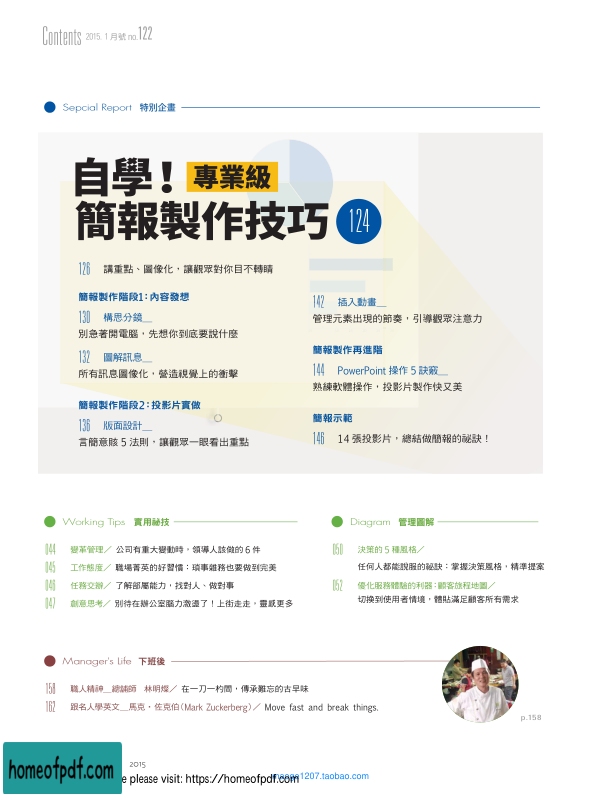 Contents 2015. 1 月號 no.122
Sepcial Report 特別企畫
自學！ 專業級
簡報製作技巧 124
126 講重點、圖像化，讓觀眾對你目不轉睛
簡報製作階段1：內容發想
130 構思分鏡__
別急著開電腦，先想你到底要說什麼
132 圖解訊息__
所有訊息圖像化，營造視覺上的衝擊
簡報製作階段2：投影片實做
136 版面設計__
言簡意賅 5 法則，讓觀眾一眼看出重點
142 插入動畫__
管理元素出現的節奏，引導觀眾注意力
簡報製作再進階
144 PowerPoint 操作 5 訣竅__
熟練軟體操作，投影片製作快又美
簡報示範
146 14 張投影片，總結做簡報的祕訣！
Working Tips 實用祕技
044 變革管理／ 公司有重大變動時，領導人該做的 6 件
045 工作態度／ 職場菁英的好習慣：瑣事雜務也要做到完美
046 任務交辦／ 了解部屬能力，找對人、做對事
047 創意思考／ 別待在辦公室腦力激盪了！上街走走，靈感更多
Diagram 管理圖解
050 決策的 5 種風格／
任何人都能說服的祕訣：掌握決策風格，精準提案
052 優化服務體驗的利器：顧客旅程地圖／
切換到使用者情境，體貼滿足顧客所有需求
Manager's Life 下班後
158 職人精神__總舖師 林明燦／ 在一刀一杓間，傳承難忘的古早味
162 跟名人學英文__馬克・佐克伯（Mark Zuckerberg）／ Move fast and break things.
p.158
2015
homeofpdf.com
e please visit: https://homeofpdf.com
1207.taobao.com